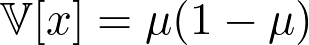 𝕍[x] = μ(1 − μ)